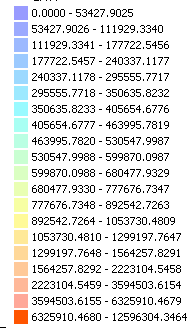 0.0000 - 53427.9025
53427.9026 - 111929.3340
111929.3341 - 177722.5456
177722.5457 - 240337.1177
240337.1178 - 295555.7717
295555.7718 - 350635.8232
350635.8233 - 405654.6776
405654.6777 - 463995.7819
463995.7820 - 530547.9987
530547.9988 - 599870.0987
599870.0988 - 680477.9329
680477.9330 - 777676.7347
777676.7348 - 892542.7263
892542.7264 - 1053730.4809
1053730.4810 - 1299197.7647
1299197.7648 - 1564257.8291
1564257.8292 - 2223104.5458
2223104.5459 - 3594503.6154
3594503.6155 - 6325910.4679
6325910.4680 - 12596304.3464